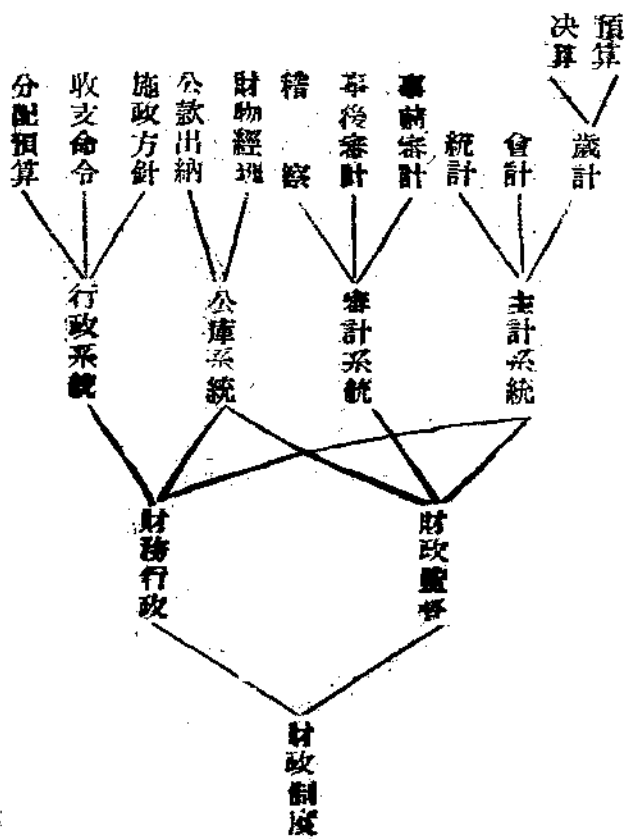 預算
決算
歲計
會計
統計
事前審計
事後審計
稽察
財物經理
公款出納
施政方針
收支命令
分配預算
主計系統
審計系統
公庫系統
行政系統
財政監督
財務行政
財政制度